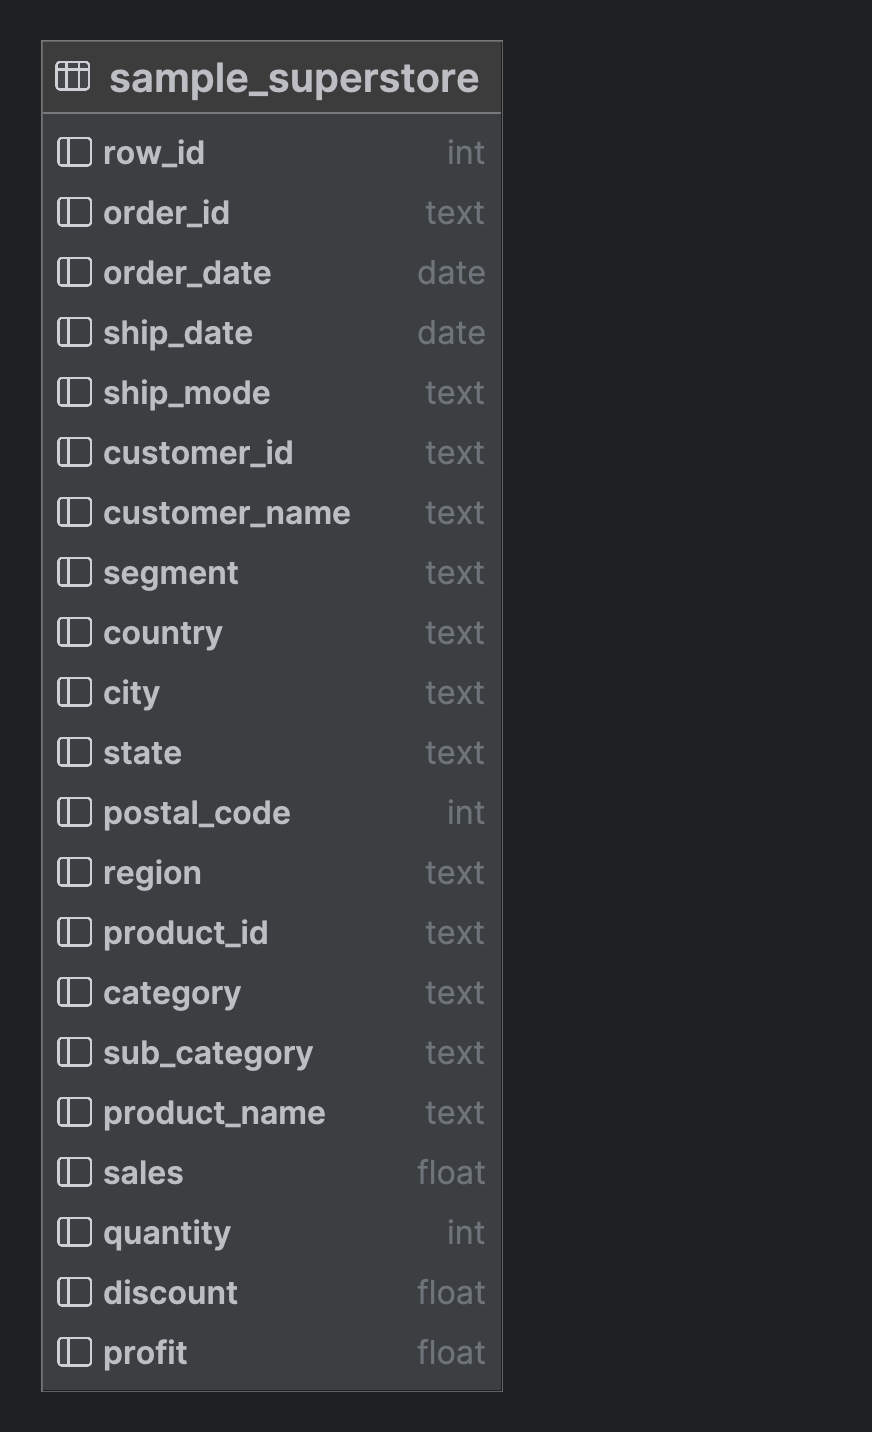 sample_superstore
row_id int
order_id text
order_date date
ship_date date
ship_mode text
customer_id text
customer_name text
segment text
country text
city text
state text
postal_code int
region text
product_id text
category text
sub_category text
product_name text
sales float
quantity int
discount float
profit float